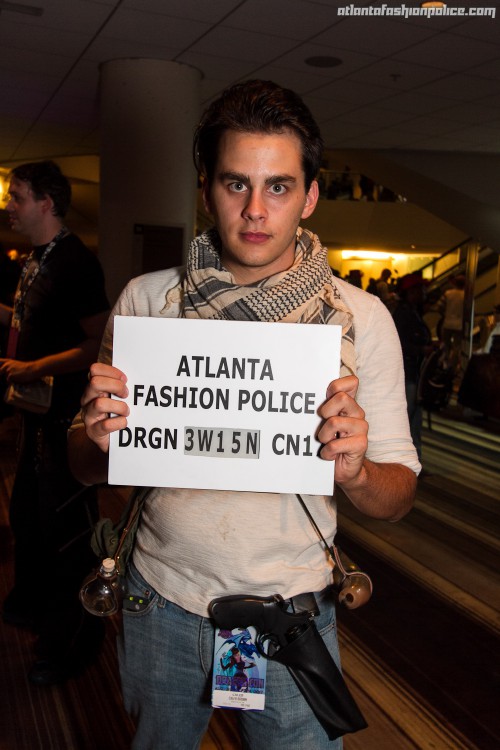 atlantafashionpolice.com
ATLANTA
FASHION POLICE
DRGN 3W15N CN1